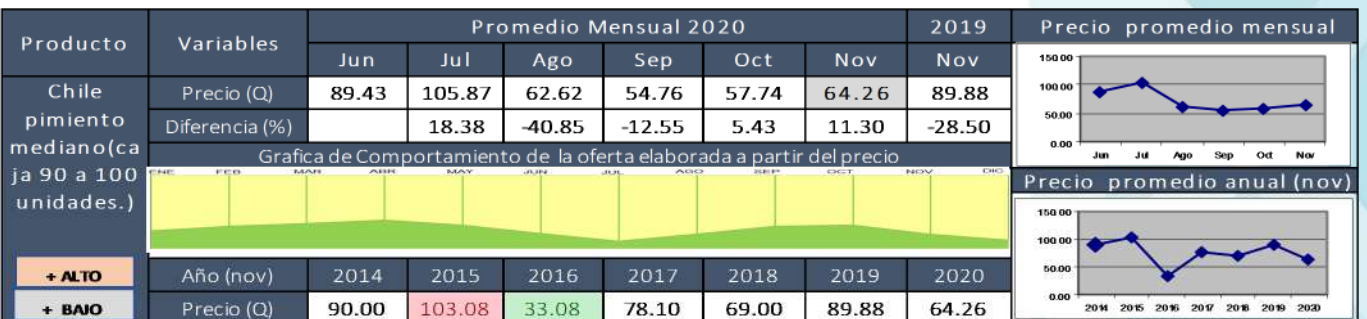 Producto Variables Promedio Mensual 2020 2019 Precio promedio mensual
Jun Jul Ago Sep Oct Nov Nov
Chile pimiento mediano(ca ja 90 a 100 unidades.)
Precio (Q) 89.43 105.87 62.62 54.76 57.74 64.26 89.88
Diferencia (%) 18.38 -40.85 -12.55 5.43 11.30 -28.50
Grafica de Comportamiento de la oferta elaborada a partir del precio
ENE FEB MAR ABR MAY JUN JUL AGO SEP OCT NOV DIC
150.00
100.00
50.00
0.00
Jun Jul Ago Sep Oct Nov
Precio promedio anual (nov)
150.00
100.00
50.00
0.00
2014 2015 2016 2017 2018 2019 2020
+ ALTO Año (nov) 2014 2015 2016 2017 2018 2019 2020
+ BAJO Precio (Q) 90.00 103.08 33.08 78.10 69.00 89.88 64.26